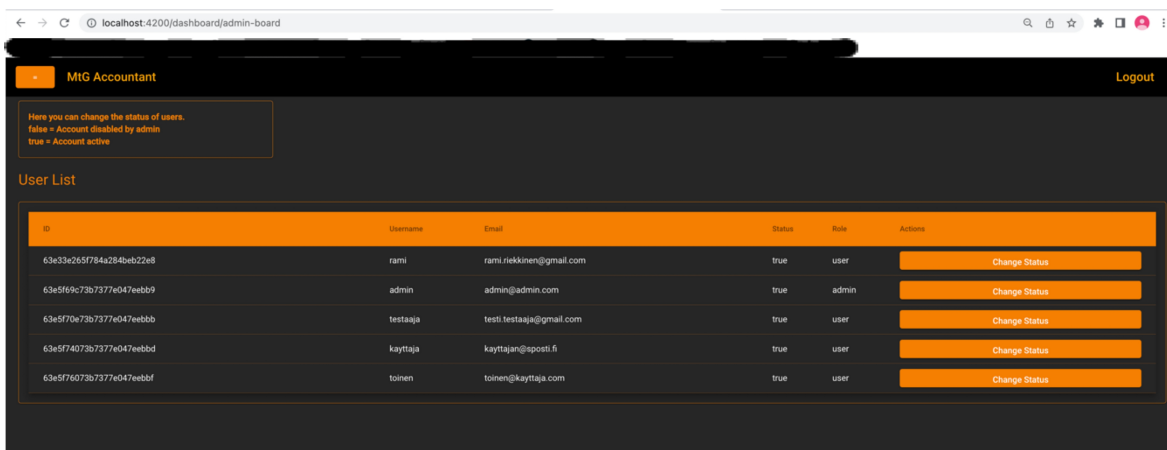 localhost:4200/dashboard/admin-board
MtG Accountant
Logout
Here you can change the status of users.
false = Account disabled by admin
true = Account active
User List
ID Username Email Status Role Actions
63e33e265f784a284beb22e8 rami rami.riekkinen@gmail.com true user Change Status
63e5f69c73b7377e047eebb9 admin admin@admin.com true admin Change Status
63e5f70e73b7377e047eebbb testaaja testi.testaaja@gmail.com true user Change Status
63e5f74073b7377e047eebbd kayttaja kayttajan@sposti.fi true user Change Status
63e5f76073b7377e047eebbf toinen toinen@kayttaja.com true user Change Status